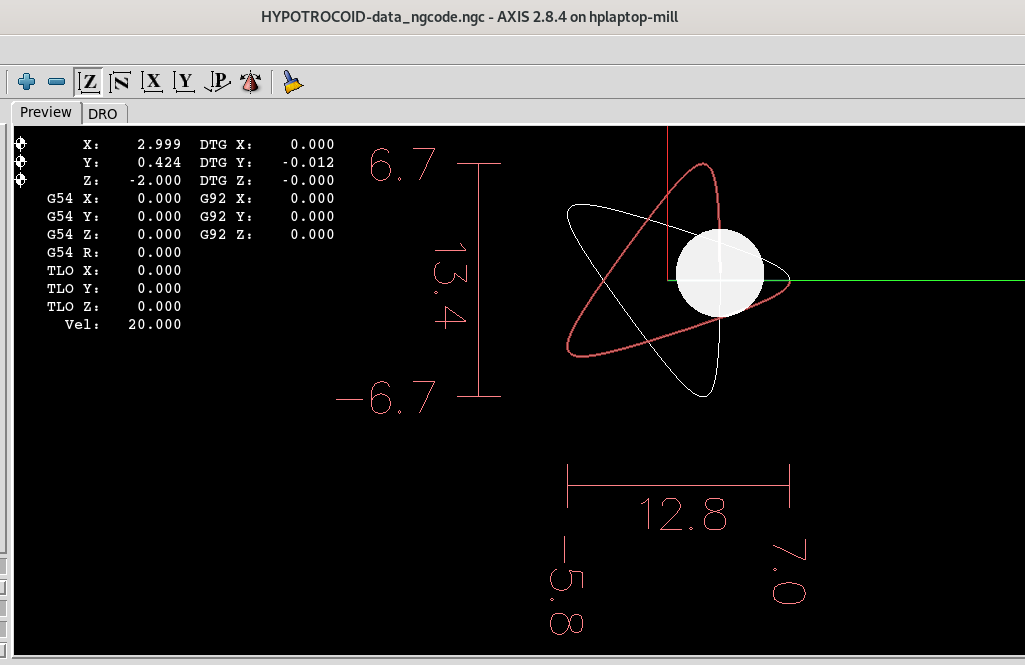 HYPOTROCOID-data_ngcode.ngc - AXIS 2.8.4 on hplaptop-mill
Z N X Y P
Preview DRO
X: 2.999 DTG X: 0.000
Y: 0.424 DTG Y: -0.012
Z: -2.000 DTG Z: -0.000
G54 X: 0.000 G92 X: 0.000
G54 Y: 0.000 G92 Y: 0.000
G54 Z: 0.000 G92 Z: 0.000
G54 R: 0.000
TLO X: 0.000
TLO Y: 0.000
TLO Z: 0.000
Vel: 20.000
6.7
13.4
-6.7
12.8
-5.8
7.0